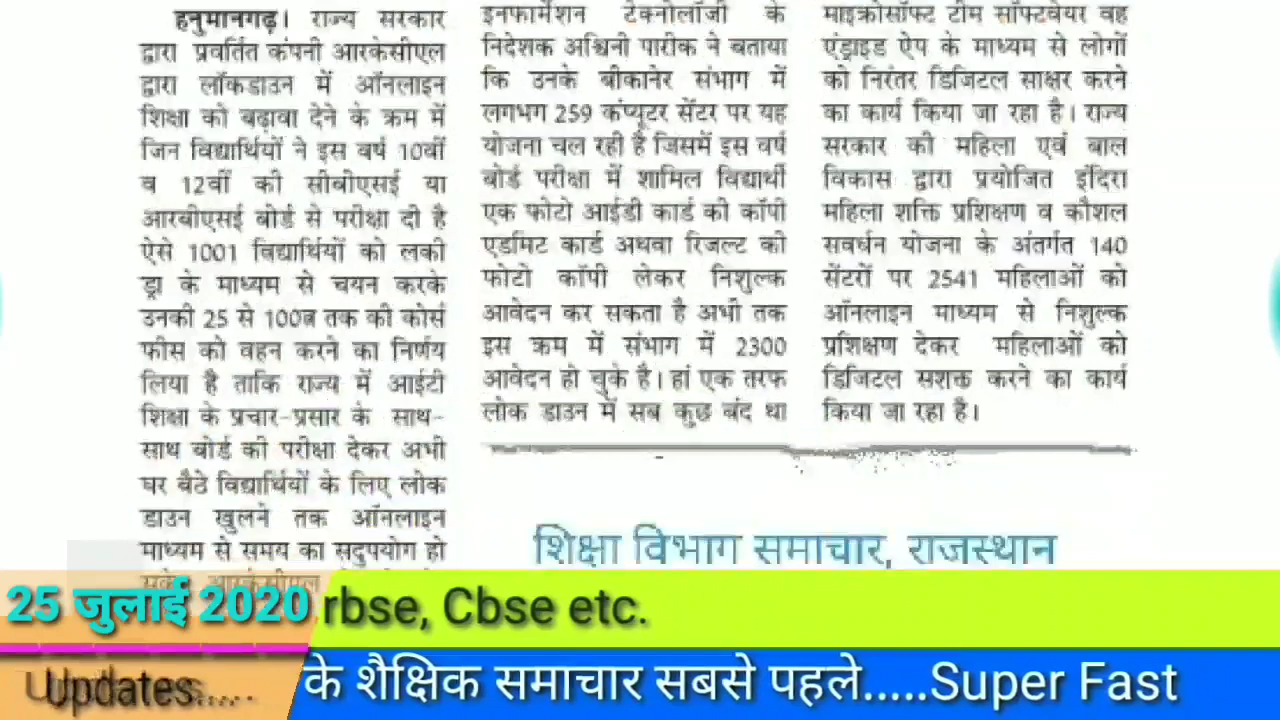 हनुमानगढ़। राज्य सरकार
द्वारा प्रवर्तित कंपनी आरकेसीएल
द्वारा लॉकडाउन में ऑनलाइन
शिक्षा को बढ़ावा देने के क्रम में
जिन विद्यार्थियों ने इस वर्ष 10वीं
व 12वीं की सीबीएसई या
आरबीएसई बोर्ड से परीक्षा दी है
ऐसे 1001 विद्यार्थियों को लकी
ड्रा के माध्यम से चयन करके
उनकी 25 से 100त्न तक की कोर्स
फीस को वहन करने का निर्णय
लिया है ताकि राज्य में आईटी
शिक्षा के प्रचार-प्रसार के साथ-
साथ बोर्ड की परीक्षा देकर अभी
घर बैठे विद्यार्थियों के लिए लोक
डाउन खुलने तक ऑनलाइन
माध्यम से समय का सदुपयोग हो
सके। आरकेसीएल
इनफार्मेशन टेक्नोलॉजी के
निदेशक अश्विनी पारीक ने बताया
कि उनके बीकानेर संभाग में
लगभग 259 कंप्यूटर सेंटर पर यह
योजना चल रही है जिसमें इस वर्ष
बोर्ड परीक्षा में शामिल विद्यार्थी
एक फोटो आईडी कार्ड की कॉपी
एडमिट कार्ड अथवा रिजल्ट की
फोटो कॉपी लेकर निशुल्क
आवेदन कर सकता है अभी तक
इस क्रम में संभाग में 2300
आवेदन हो चुके है। हां एक तरफ
लोक डाउन में सब कुछ बंद था
माइक्रोसॉफ्ट टीम सॉफ्टवेयर वह
एंड्राइड ऐप के माध्यम से लोगों
को निरंतर डिजिटल साक्षर करने
का कार्य किया जा रहा है। राज्य
सरकार की महिला एवं बाल
विकास द्वारा प्रयोजित इंदिरा
महिला शक्ति प्रशिक्षण व कौशल
सवर्धन योजना के अंतर्गत 140
सेंटरों पर 2541 महिलाओं को
ऑनलाइन माध्यम से निशुल्क
प्रशिक्षण देकर महिलाओं को
डिजिटल सशक्त करने का कार्य
किया जा रहा है।
शिक्षा विभाग समाचार, राजस्थान
25 जुलाई 2020 .rbse, Cbse etc.
Updates..... के शैक्षिक समाचार सबसे पहले.....Super Fast